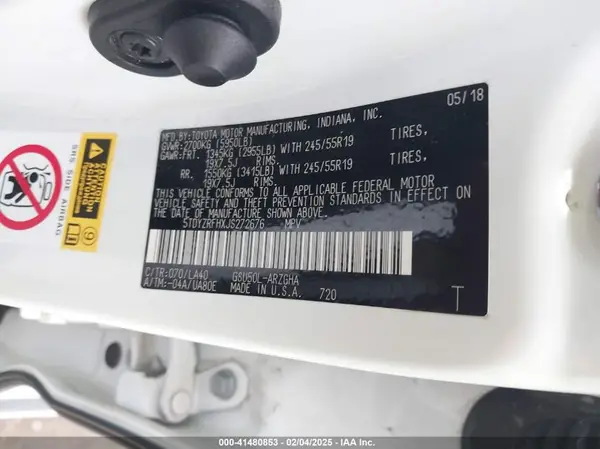 05/18
MFD.BY:TOYOTA MOTOR MANUFACTURING, INDIANA, INC.
GVWR:2700KG (5950LB)
GAWR:FRT. 1345KG (2955LB) WITH 245/55R19 TIRES,
19X7.5J RIMS.
RR. 1550KG (3415LB) WITH 245/55R19 TIRES,
19X7.5J RIMS.
THIS VEHICLE CONFORMS TO ALL APPLICABLE FEDERAL MOTOR
VEHICLE SAFETY AND THEFT PREVENTION STANDARDS IN EFFECT
ON THE DATE OF MANUFACTURE SHOWN ABOVE.
5TDYZRFHXJS272676 MPV
C/TR:070/LA40 GSU50L-ARZGHA
A/TM:-04A/UA80E MADE IN U.S.A. 720
T
SRS SIDE AIRBAG
000-41480853 - 02/04/2025 - IAA Inc.